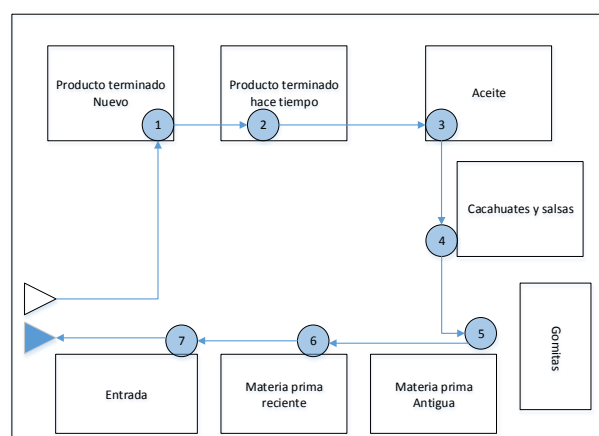 Producto terminado
Nuevo
1
Producto terminado
hace tiempo
2
Aceite
3
Cacahuates y salsas
4
Gomitas
5
Materia prima
Antigua
Materia prima
reciente
6
Entrada
7